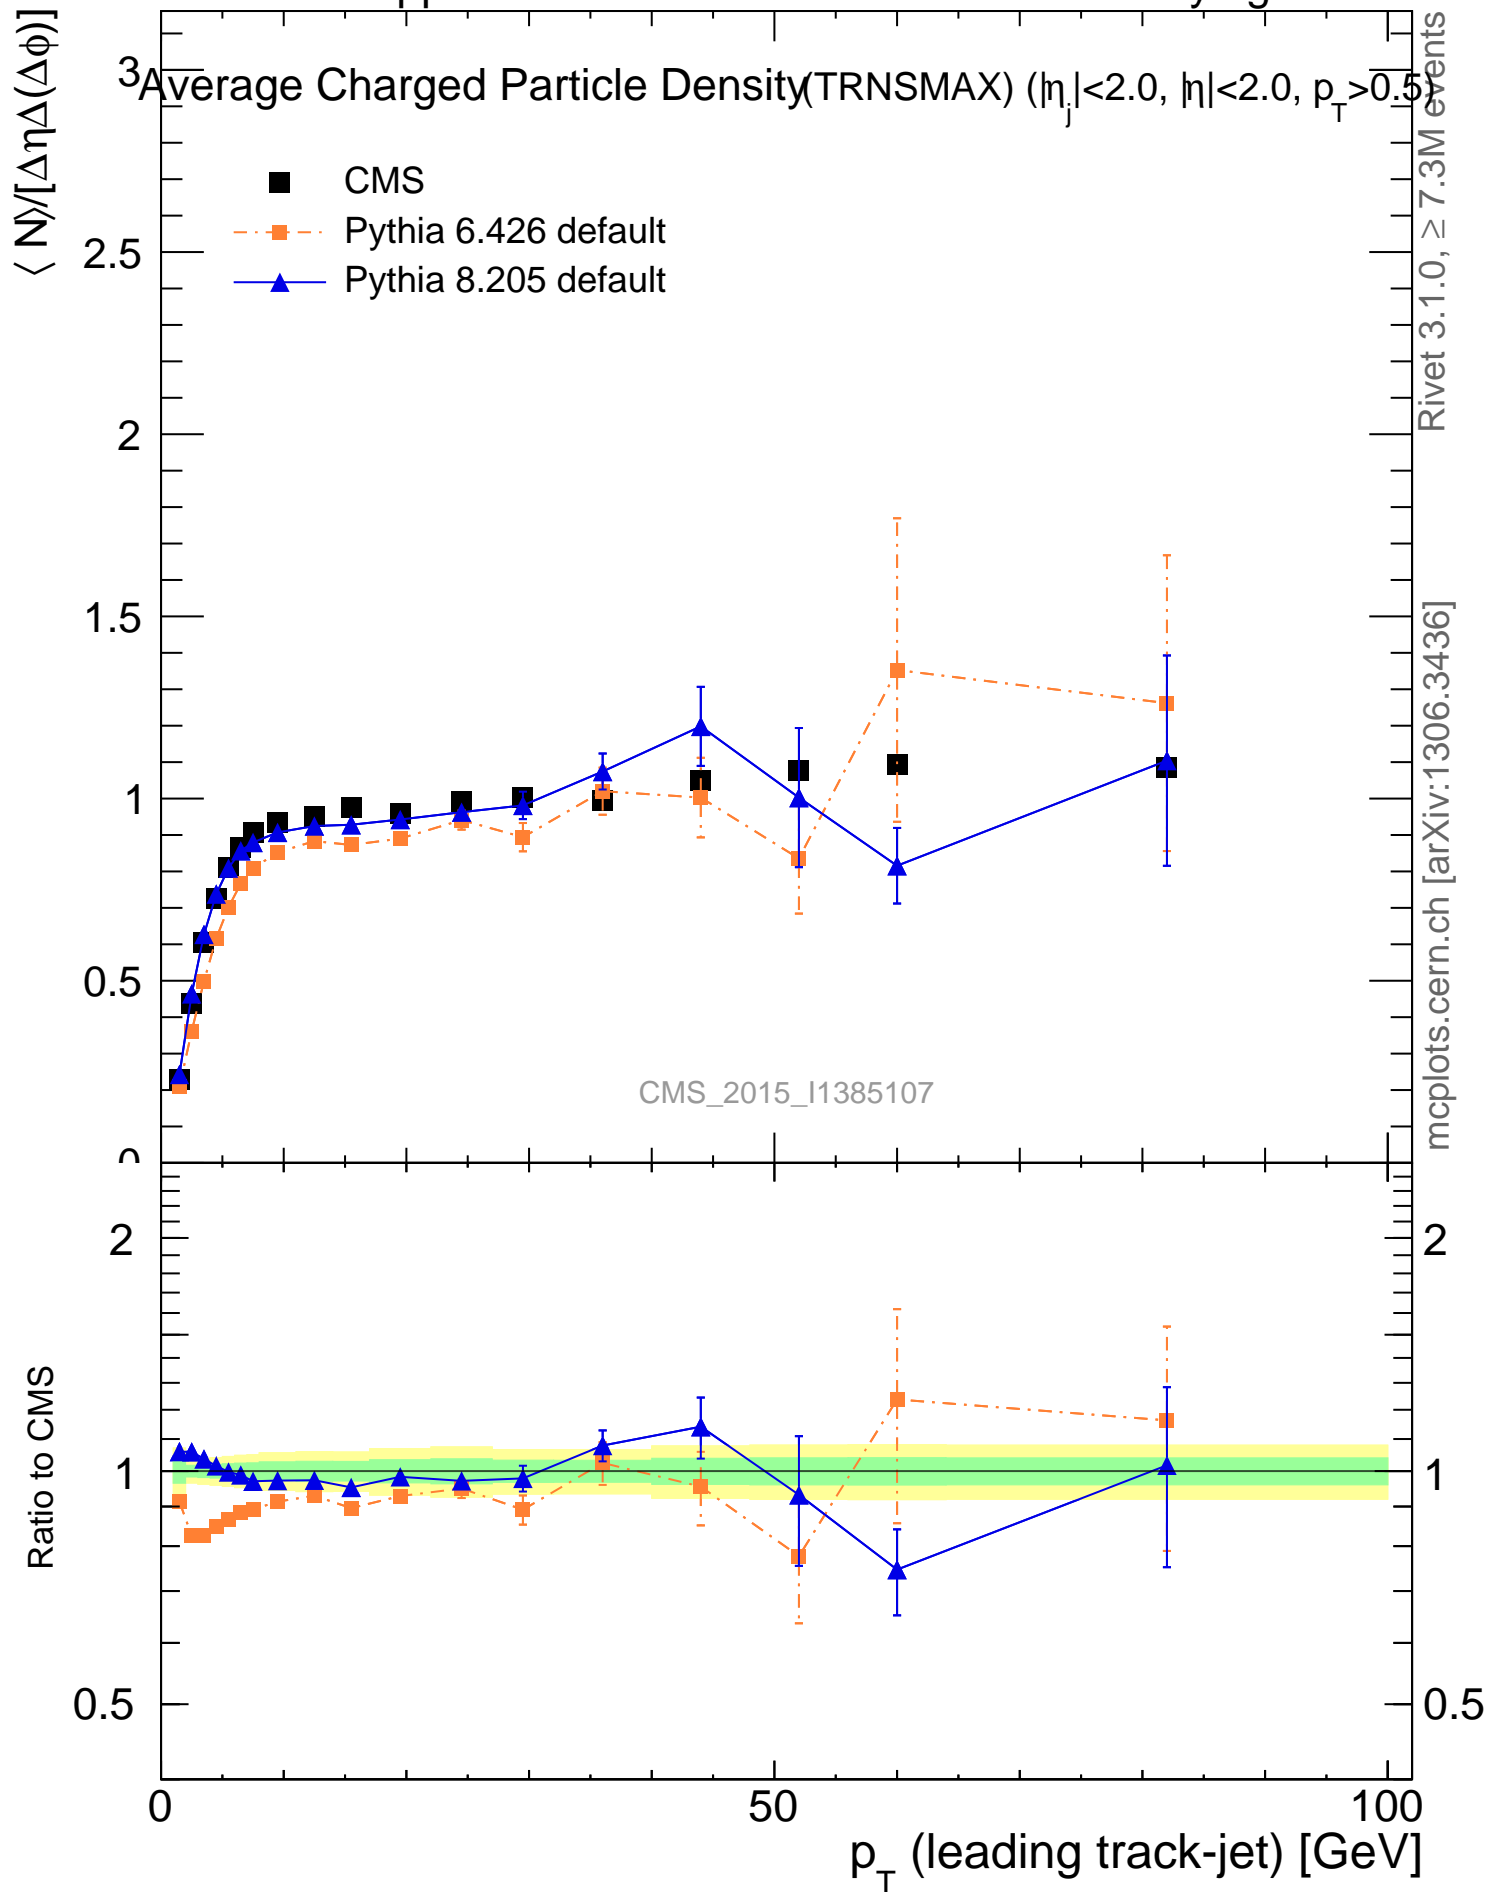 ⟨ N⟩/[ΔηΔ(Δϕ)]
Average Charged Particle Density (TRNSMAX) (|η_j|<2.0, |η|<2.0, p_T>0.5)
CMS
Pythia 6.426 default
Pythia 8.205 default
3
2.5
2
1.5
1
0.5
0
CMS_2015_I1385107
Rivet 3.1.0, ≥ 7.3M events
mcplots.cern.ch [arXiv:1306.3436]
Ratio to CMS
2
1
0.5
2
1
0.5
0
50
100
p_T (leading track-jet) [GeV]